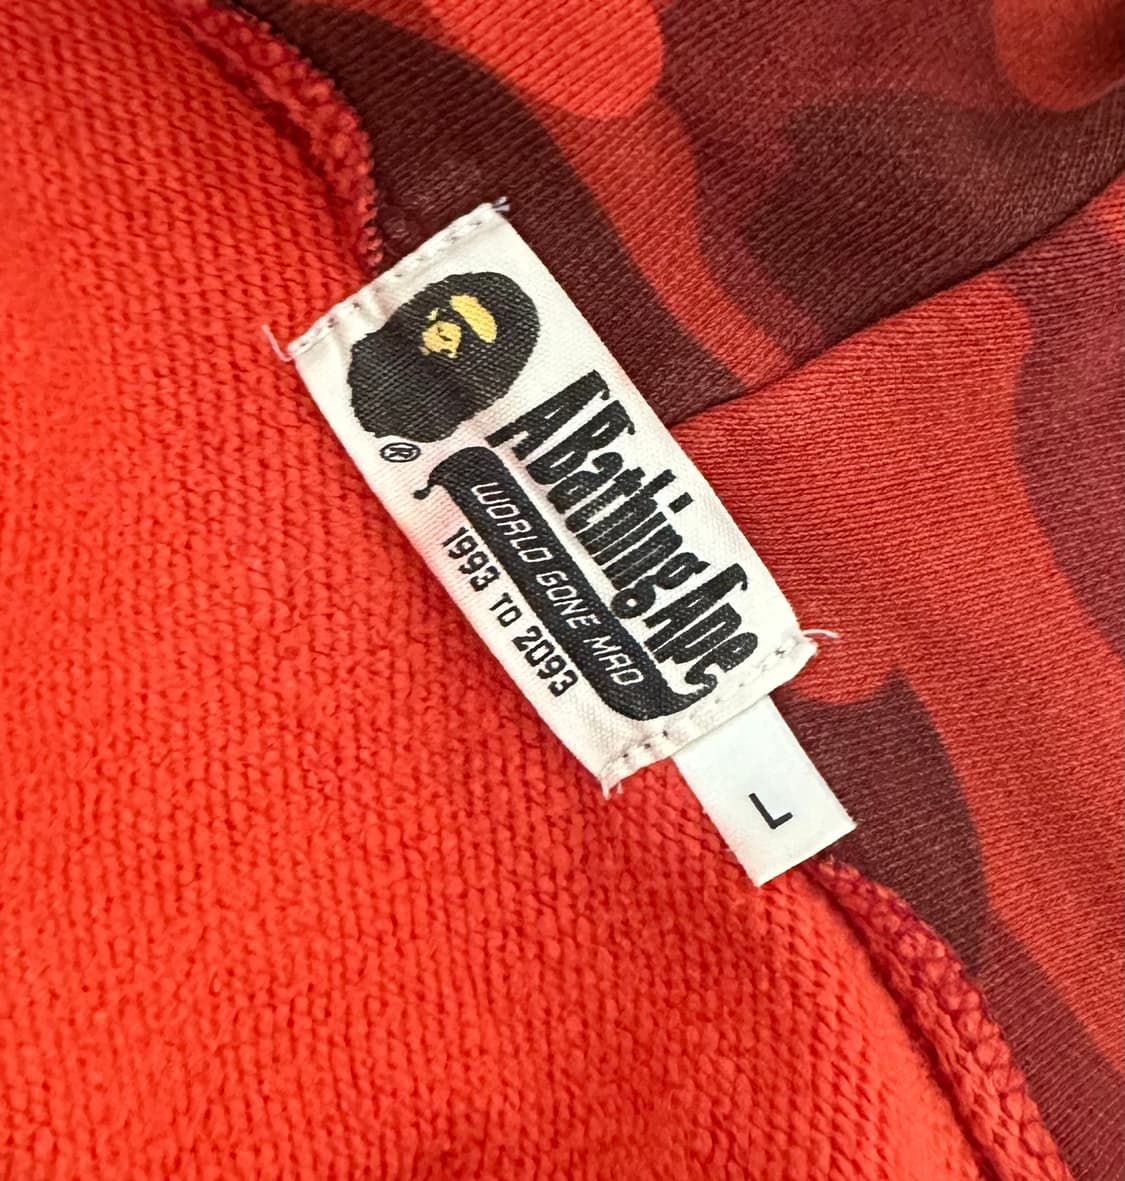 ®
A Bathing Ape
WORLD GONE MAD
1993 TO 2093
L